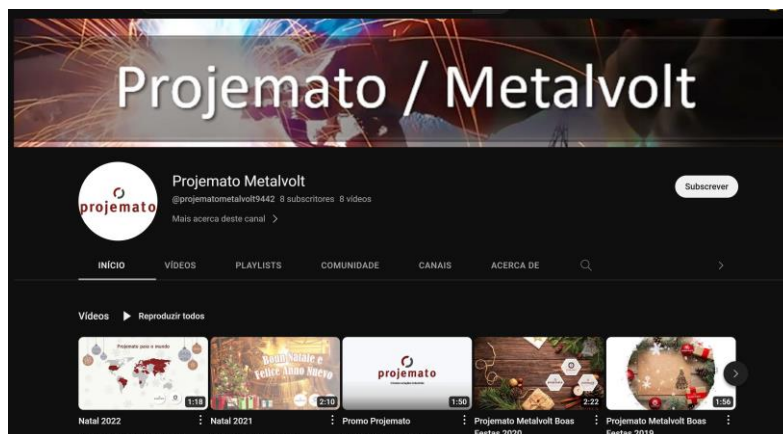 Projemato / Metalvolt
projemato
Projemato Metalvolt
@projematometalvolt9442 8 subscritores 8 vídeos
Mais acerca deste canal >
Subscrever
INÍCIO VÍDEOS PLAYLISTS COMUNIDADE CANAIS ACERCA DE
Vídeos Reproduzir todos
Projemato para o mundo
1:18
Buon Natale e
Felice Anno Nuevo
2:10
projemato
1:50
2:22
1:56
Natal 2022
Natal 2021
Promo Projemato
Projemato Metalvolt Boas
Festas 2020
Projemato Metalvolt Boas
Festas 2019